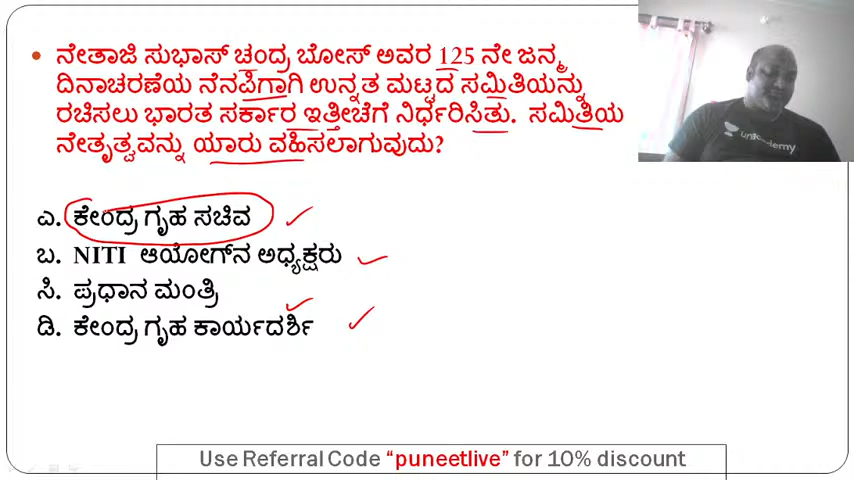 ನೇತಾಜಿ ಸುಭಾಸ್ ಚಂದ್ರ ಬೋಸ್ ಅವರ 125 ನೇ ಜನ್ಮ
ದಿನಾಚರಣೆಯ ನೆನಪಿಗಾಗಿ ಉನ್ನತ ಮಟ್ಟದ ಸಮಿತಿಯನ್ನು
ರಚಿಸಲು ಭಾರತ ಸರ್ಕಾರ ಇತ್ತೀಚೆಗೆ ನಿರ್ಧರಿಸಿತು. ಸಮಿತಿಯ
ನೇತೃತ್ವವನ್ನು ಯಾರು ವಹಿಸಲಾಗುವುದು?
ಎ. ಕೇಂದ್ರ ಗೃಹ ಸಚಿವ
ಬ. NITI ಆಯೋಗ್‌ನ ಅಧ್ಯಕ್ಷರು
ಸಿ. ಪ್ರಧಾನ ಮಂತ್ರಿ
ಡಿ. ಕೇಂದ್ರ ಗೃಹ ಕಾರ್ಯದರ್ಶಿ
unacademy
Use Referral Code “puneetlive” for 10% discount